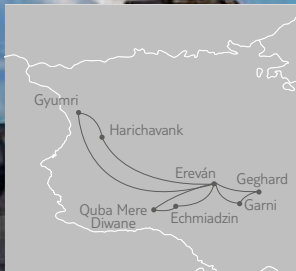 Gyumri
Harichavank
Ereván
Geghard
Garni
Quba Mere
Diwane
Echmiadzin